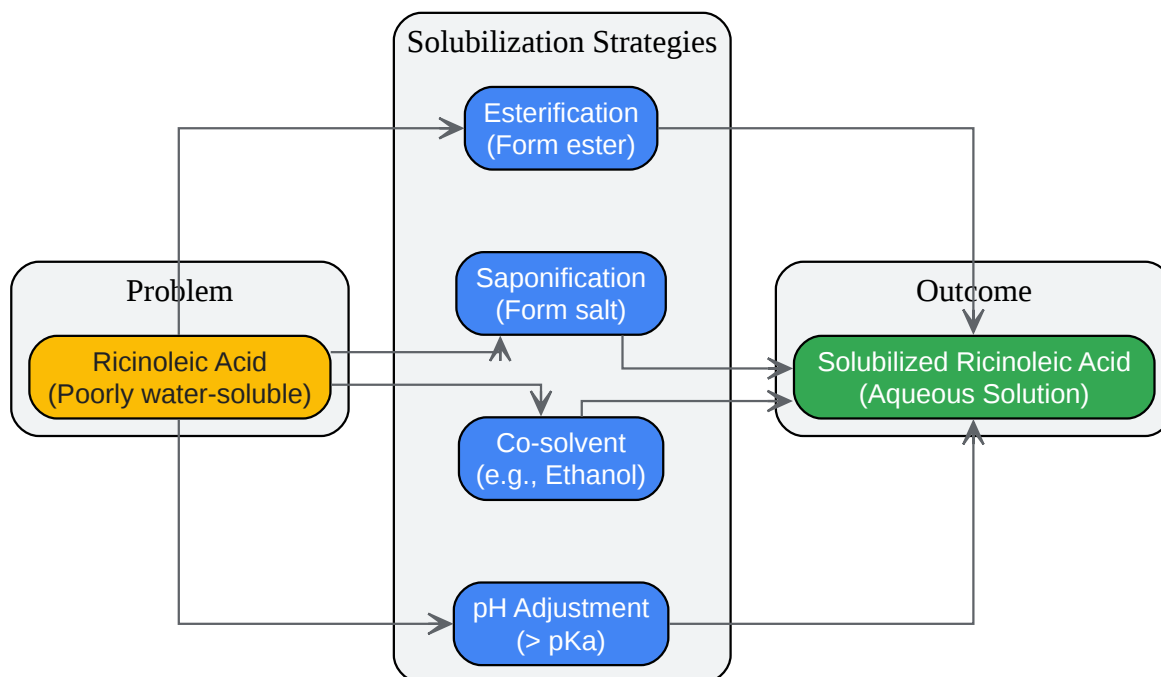 Solubilization Strategies
Esterification
(Form ester)
Problem
Saponification
(Form salt)
Outcome
Ricinoleic Acid
(Poorly water-soluble)
Solubilized Ricinoleic Acid
(Aqueous Solution)
Co-solvent
(e.g., Ethanol)
pH Adjustment
(> pKa)